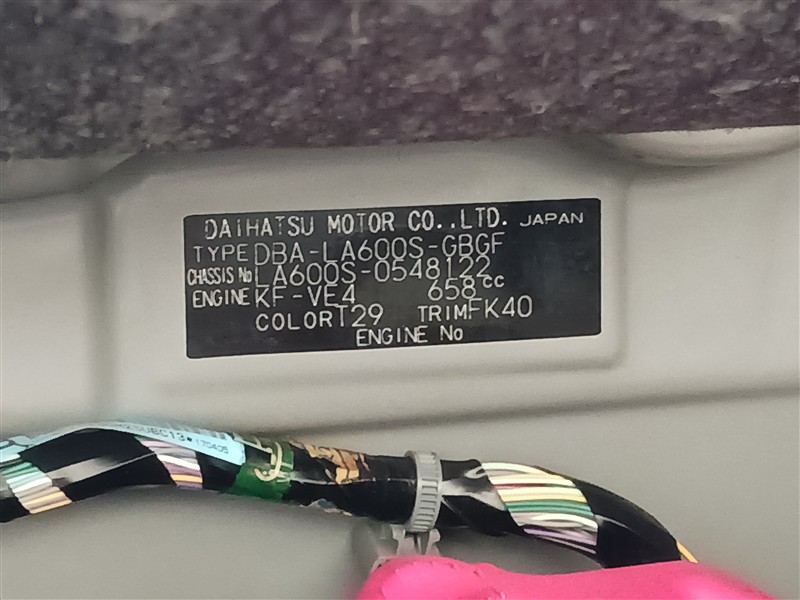 DAIHATSU MOTOR CO.,LTD. JAPAN
TYPE DBA-LA600S-GBGF
CHASSIS No LA600S-0548122
ENGINE KF-VE4 658cc
COLOR T29 TRIM FK40
ENGINE No